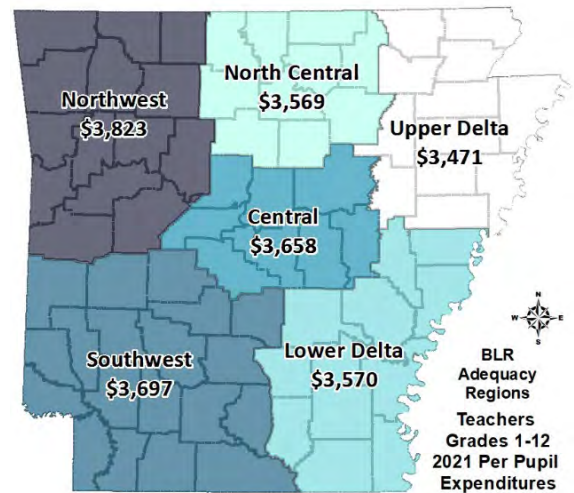 North Central
$3,569
Northwest
$3,823
Upper Delta
$3,471
Central
$3,658
N
W E
S
Southwest
$3,697
Lower Delta
$3,570
BLR
Adequacy
Regions
Teachers
Grades 1-12
2021 Per Pupil
Expenditures